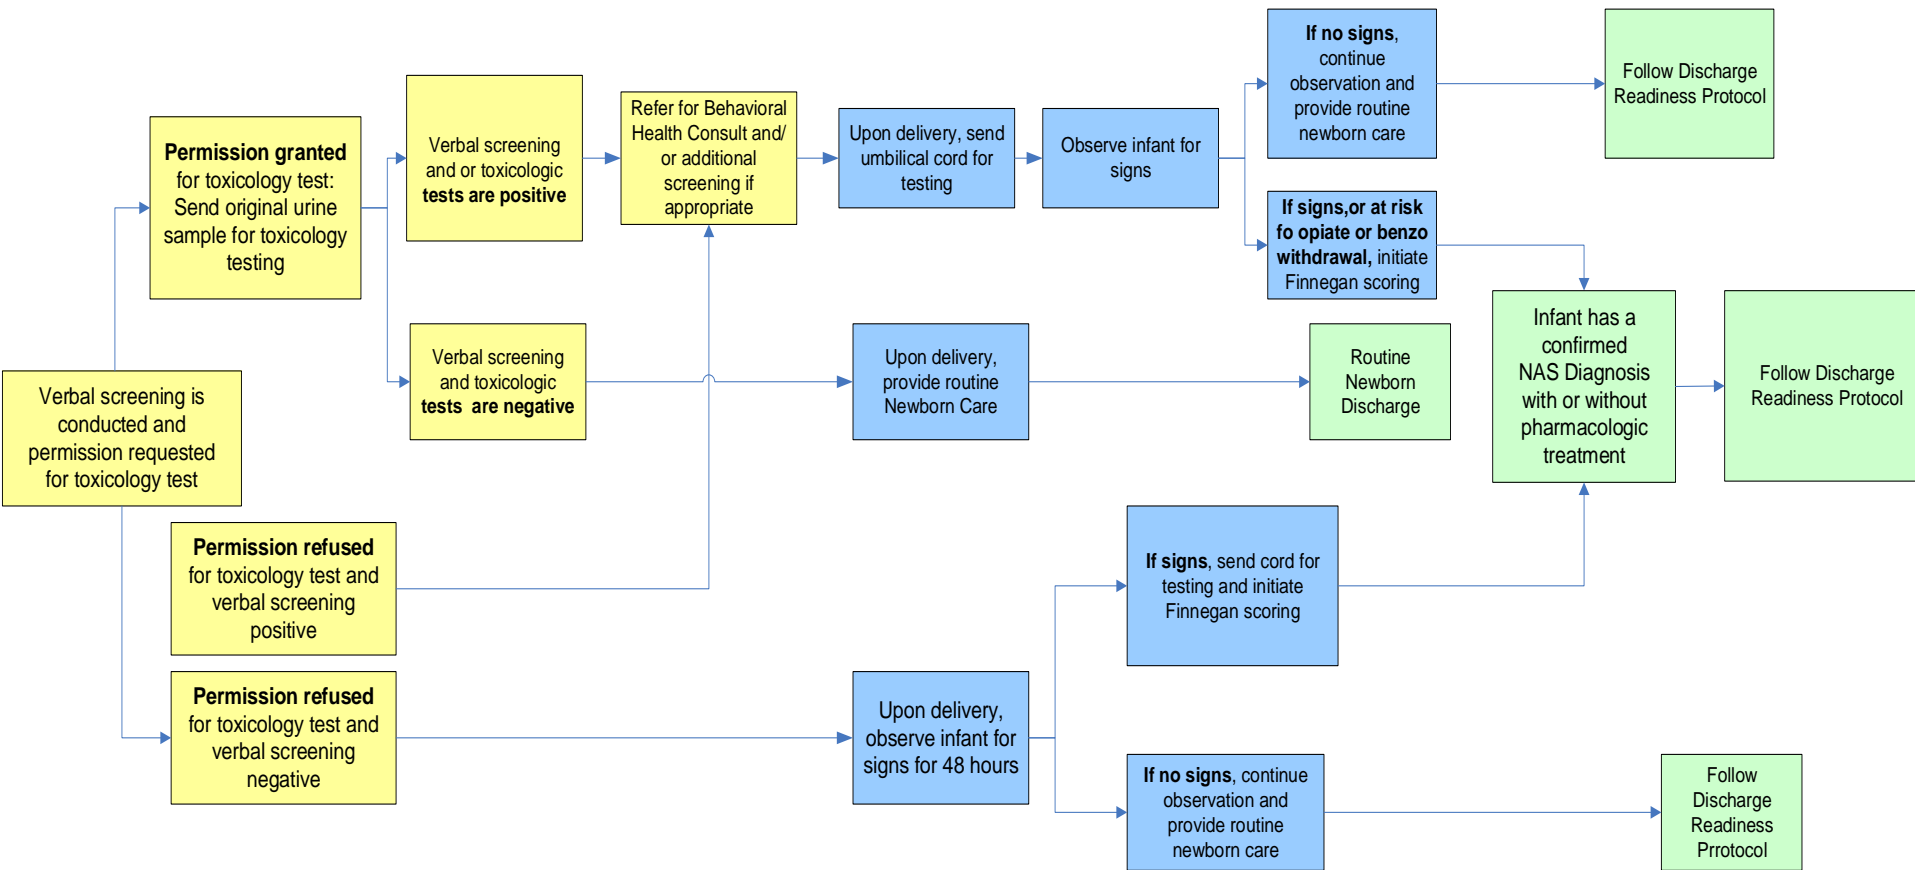 Verbal screening is
conducted and
permission requested
for toxicology test
Permission granted
for toxicology test:
Send original urine
sample for toxicology
testing
Verbal screening
and or toxicologic
tests are positive
Refer for Behavioral
Health Consult and/
or additional
screening if
appropriate
Upon delivery, send
umbilical cord for
testing
Observe infant for
signs
If no signs,
continue
observation and
provide routine
newborn care
Follow Discharge
Readiness Protocol
If signs,or at risk
fo opiate or benzo
withdrawal, initiate
Finnegan scoring
Verbal screening
and toxicologic
tests are negative
Upon delivery,
provide routine
Newborn Care
Routine
Newborn
Discharge
Infant has a
confirmed
NAS Diagnosis
with or without
pharmacologic
treatment
Follow Discharge
Readiness Protocol
Permission refused
for toxicology test and
verbal screening
positive
If signs, send cord for
testing and initiate
Finnegan scoring
Permission refused
for toxicology test and
verbal screening
negative
Upon delivery,
observe infant for
signs for 48 hours
If no signs, continue
observation and
provide routine
newborn care
Follow
Discharge
Readiness
Prrotocol